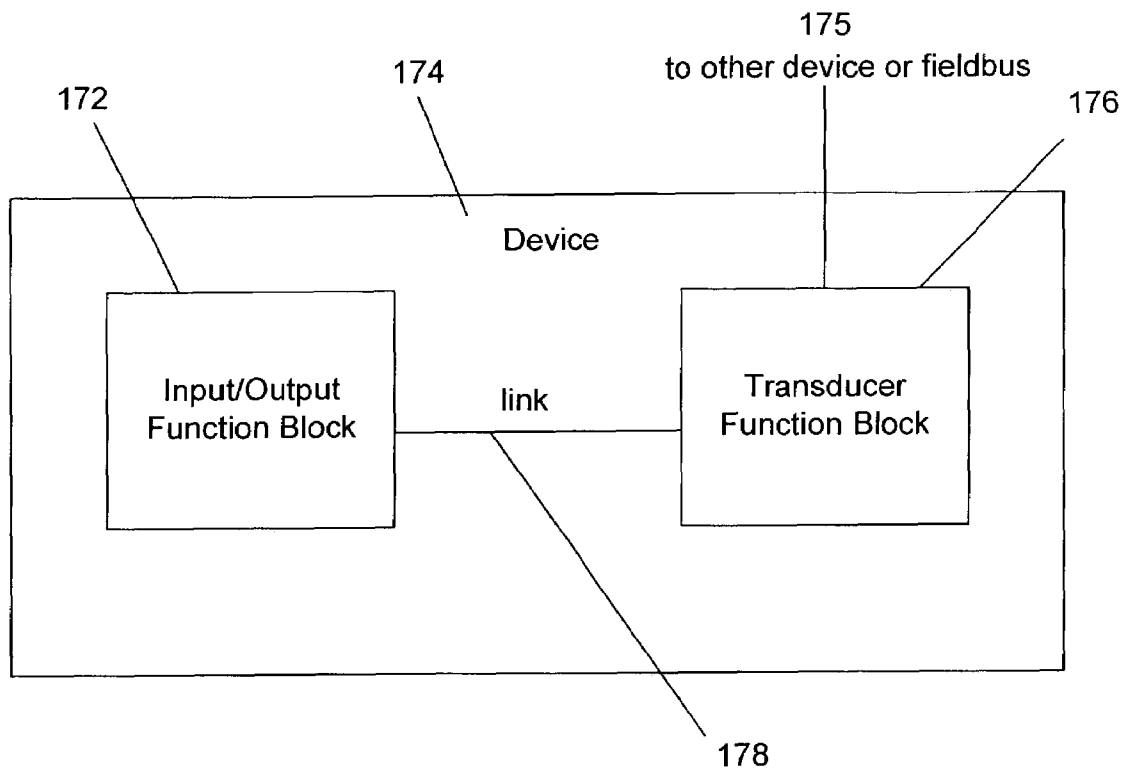 175
to other device or fieldbus
174
172
176
Device
Input/Output
Function Block
link
Transducer
Function Block
178